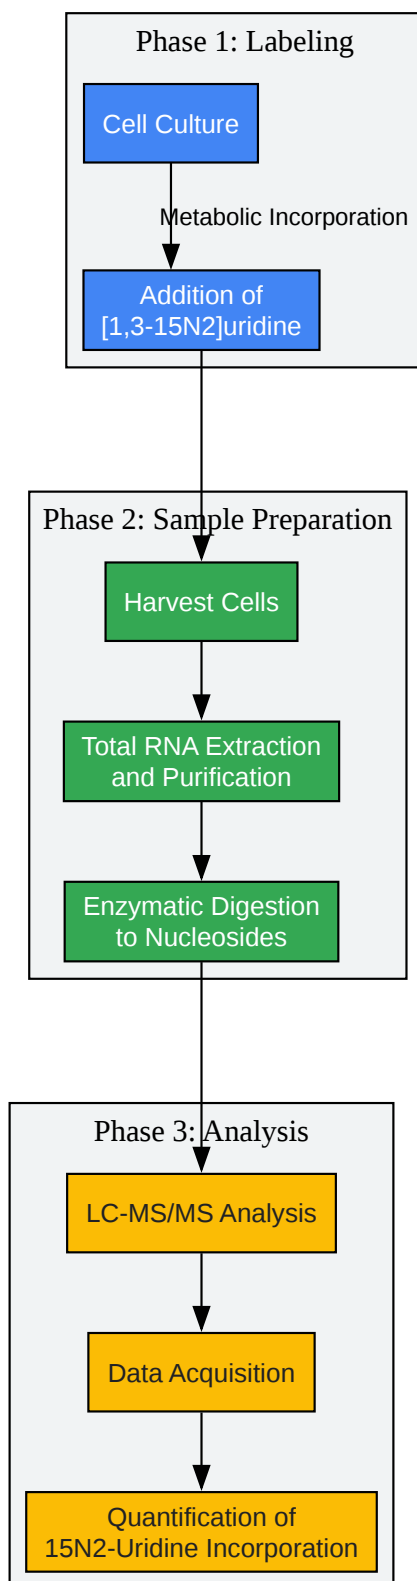 Phase 1: Labeling
Cell Culture
Metabolic Incorporation
Addition of
[1,3-15N2]uridine
Phase 2: Sample Preparation
Harvest Cells
Total RNA Extraction
and Purification
Enzymatic Digestion
to Nucleosides
Phase 3: Analysis
LC-MS/MS Analysis
Data Acquisition
Quantification of
15N2-Uridine Incorporation